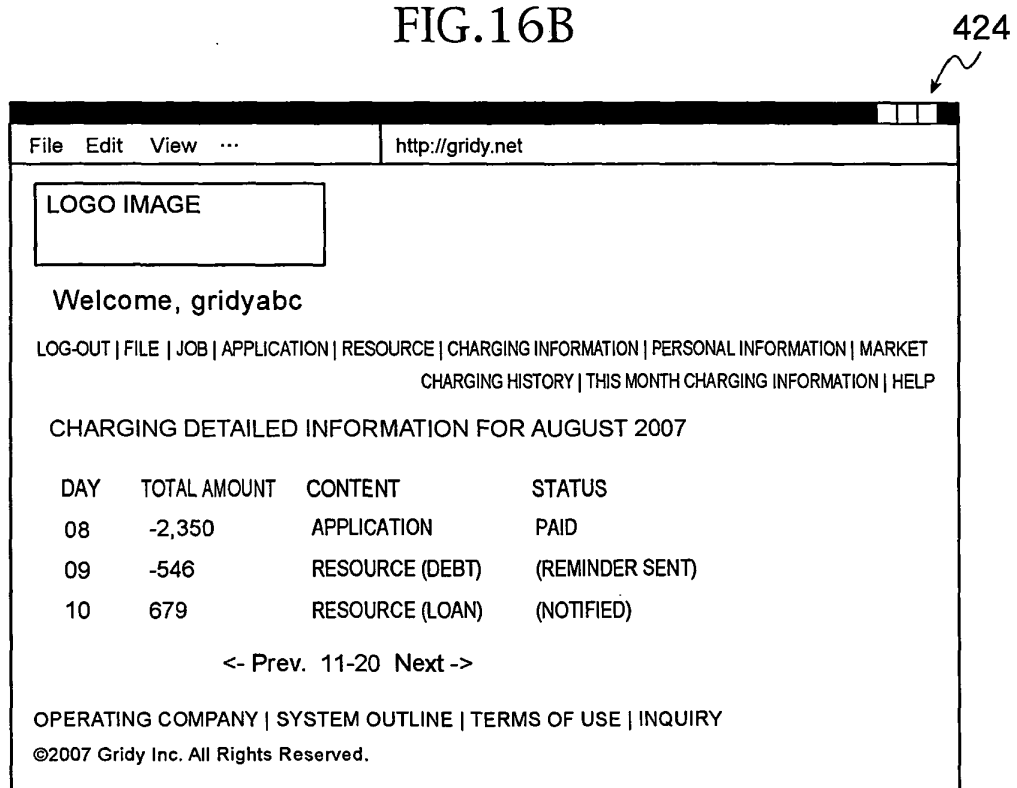 FIG.16B
424
File Edit View ··· http://gridy.net
LOGO IMAGE
Welcome, gridyabc
LOG-OUT | FILE | JOB | APPLICATION | RESOURCE | CHARGING INFORMATION | PERSONAL INFORMATION | MARKET
CHARGING HISTORY | THIS MONTH CHARGING INFORMATION | HELP
CHARGING DETAILED INFORMATION FOR AUGUST 2007
DAY TOTAL AMOUNT CONTENT STATUS
08 -2,350 APPLICATION PAID
09 -546 RESOURCE (DEBT) (REMINDER SENT)
10 679 RESOURCE (LOAN) (NOTIFIED)
<- Prev. 11-20 Next ->
OPERATING COMPANY | SYSTEM OUTLINE | TERMS OF USE | INQUIRY
©2007 Gridy Inc. All Rights Reserved.